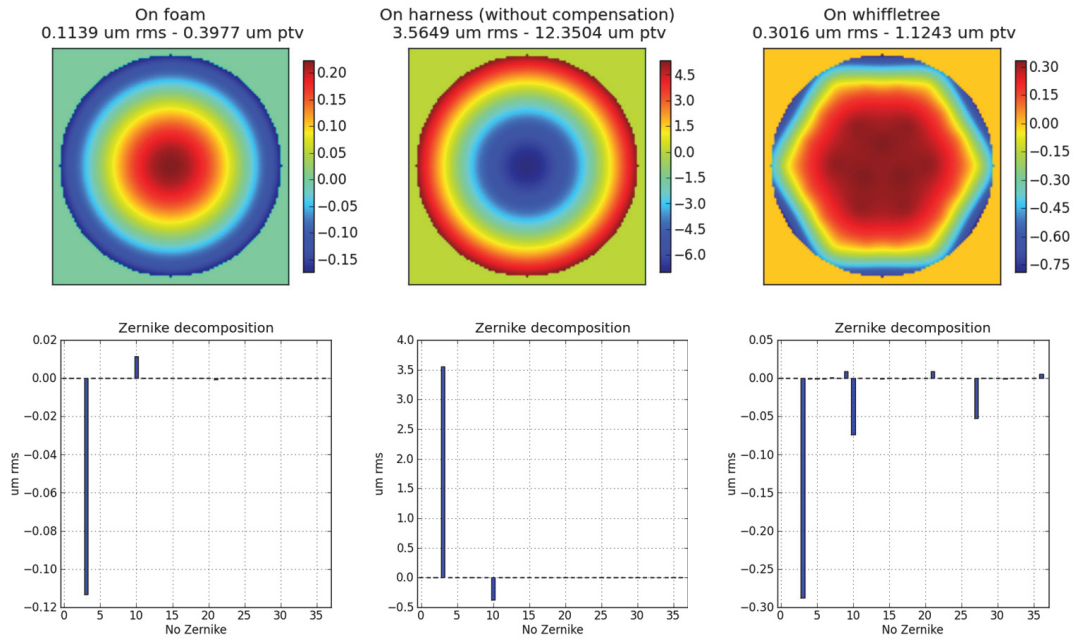 On foam
0.1139 um rms - 0.3977 um ptv
0.20
0.15
0.10
0.05
0.00
−0.05
−0.10
−0.15
On harness (without compensation)
3.5649 um rms - 12.3504 um ptv
4.5
3.0
1.5
0.0
−1.5
−3.0
−4.5
−6.0
On whiffletree
0.3016 um rms - 1.1243 um ptv
0.30
0.15
0.00
−0.15
−0.30
−0.45
−0.60
−0.75
Zernike decomposition
um rms
0.02
0.00
−0.02
−0.04
−0.06
−0.08
−0.10
−0.12
0 5 10 15 20 25 30 35
No Zernike
Zernike decomposition
um rms
4.0
3.5
3.0
2.5
2.0
1.5
1.0
0.5
0.0
−0.5
0 5 10 15 20 25 30 35
No Zernike
Zernike decomposition
um rms
0.05
0.00
−0.05
−0.10
−0.15
−0.20
−0.25
−0.30
0 5 10 15 20 25 30 35
No Zernike